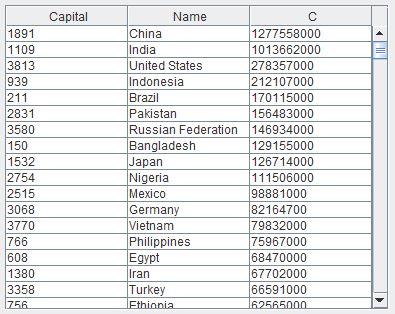 Capital Name C
1891 China 1277558000
1109 India 1013662000
3813 United States 278357000
939 Indonesia 212107000
211 Brazil 170115000
2831 Pakistan 156483000
3580 Russian Federation 146934000
150 Bangladesh 129155000
1532 Japan 126714000
2754 Nigeria 111506000
2515 Mexico 98881000
3068 Germany 82164700
3770 Vietnam 79832000
766 Philippines 75967000
608 Egypt 68470000
1380 Iran 67702000
3358 Turkey 66591000
756 Ethiopia 62565000